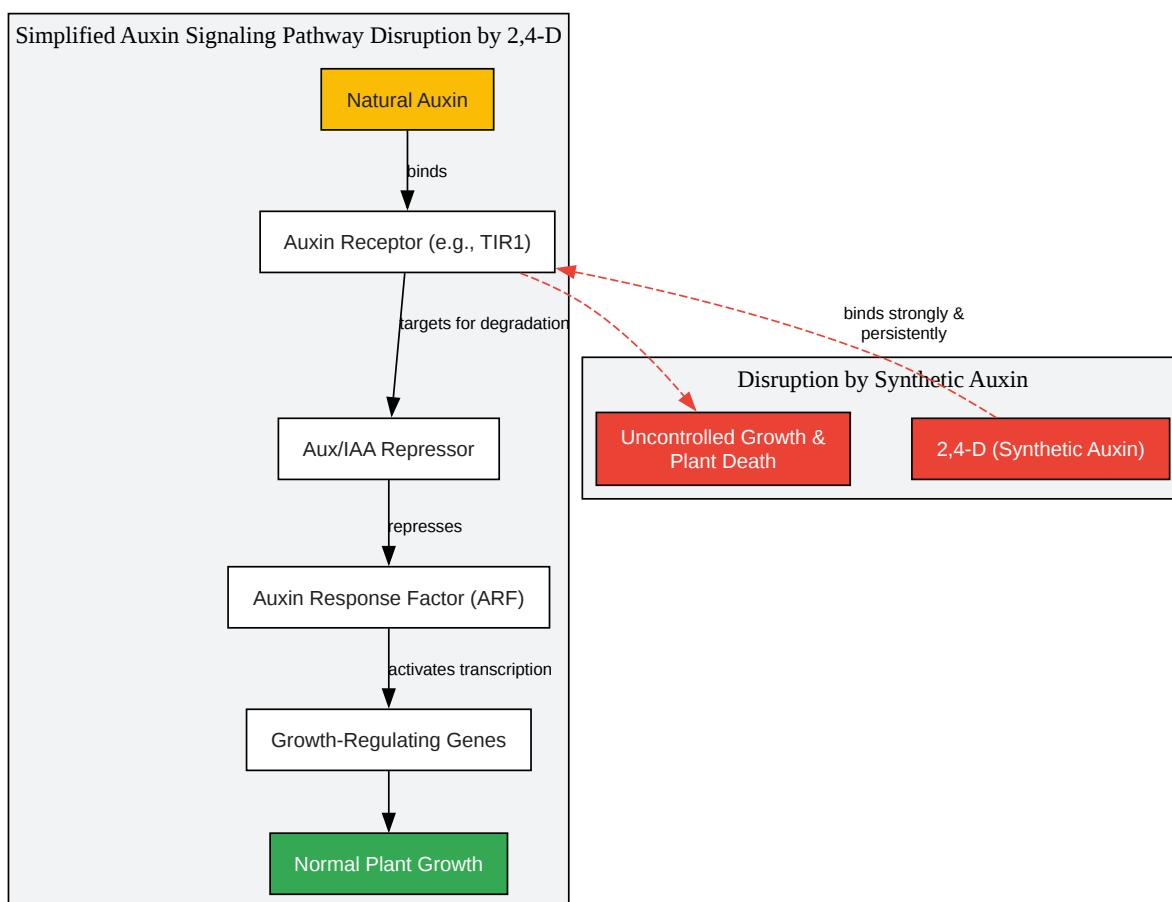 Simplified Auxin Signaling Pathway Disruption by 2,4-D
Natural Auxin
binds
Auxin Receptor (e.g., TIR1)
targets for degradation
Aux/IAA Repressor
represses
Auxin Response Factor (ARF)
activates transcription
Growth-Regulating Genes
Normal Plant Growth
binds strongly &
persistently
Disruption by Synthetic Auxin
Uncontrolled Growth &
Plant Death
2,4-D (Synthetic Auxin)